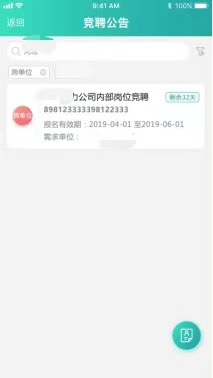 9:41 AM
返回 竞聘公告
跨单位
力公司内部岗位竞聘 剩余32天
898123333398122333
跨单位
报名有效期：2019-04-01 至2019-06-01
需求单位：